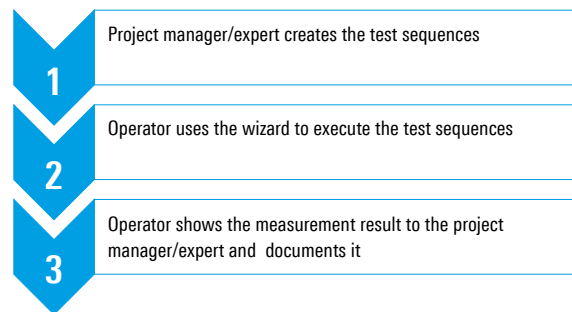 Project manager/expert creates the test sequences
1
Operator uses the wizard to execute the test sequences
2
Operator shows the measurement result to the project
manager/expert and  documents it
3